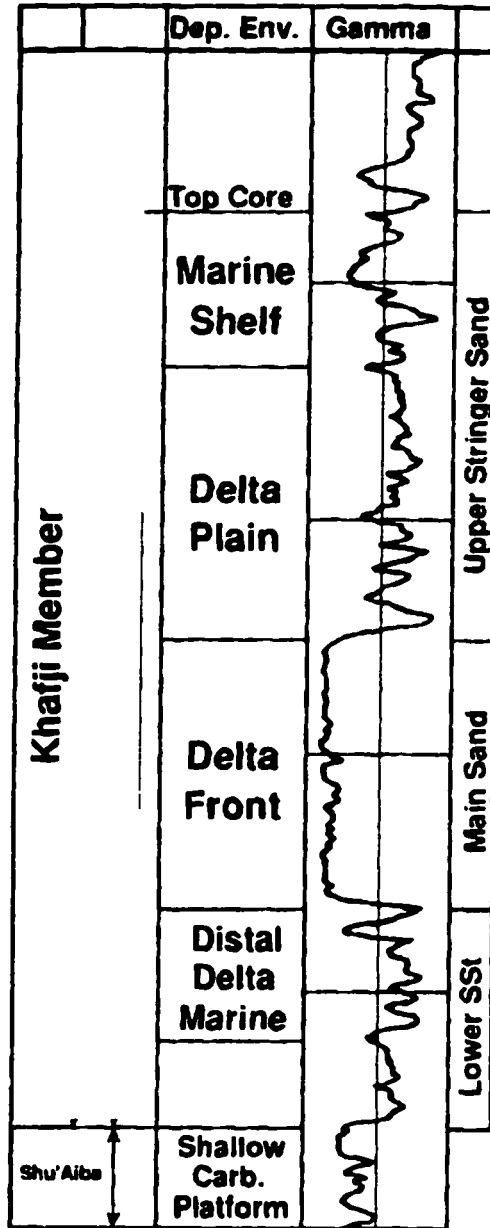 Dep. Env. Gamma
Top Core
Marine
Shelf
Upper Stringer Sand
Delta
Plain
Khafji Member
Delta
Front
Main Sand
Distal
Delta
Marine
Lower SSt
Shu'Aiba
Shallow
Carb.
Platform